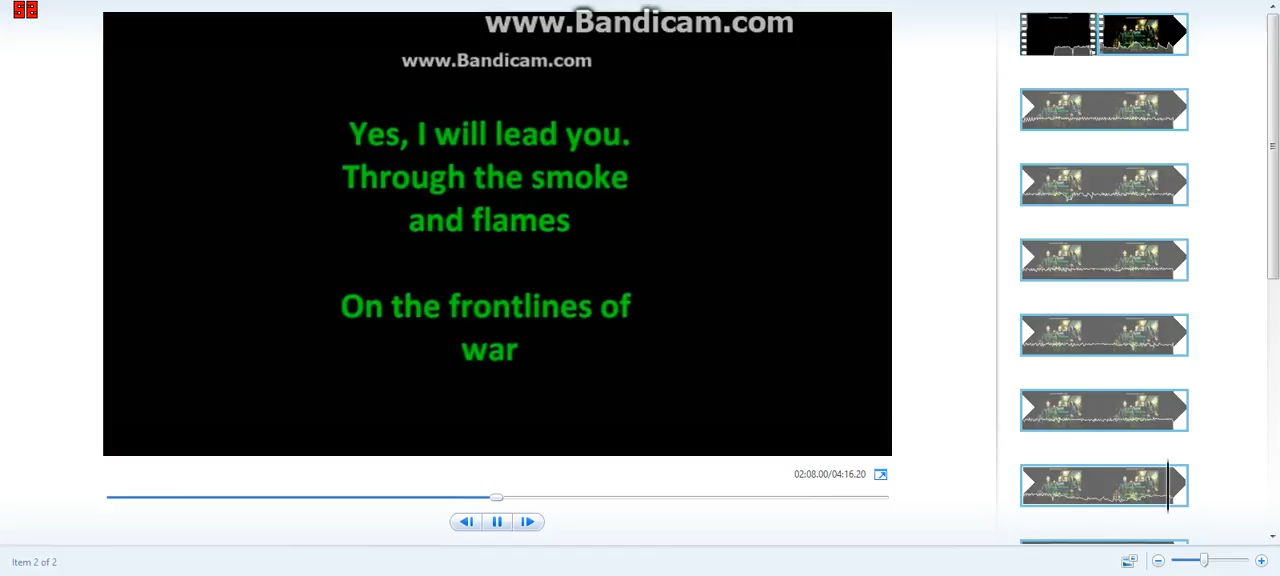 92
www.Bandicam.com
www.Bandicam.com
Yes, I will lead you.
Through the smoke
and flames
On the frontlines of
war
02:08.00/04:16.20
Item 2 of 2